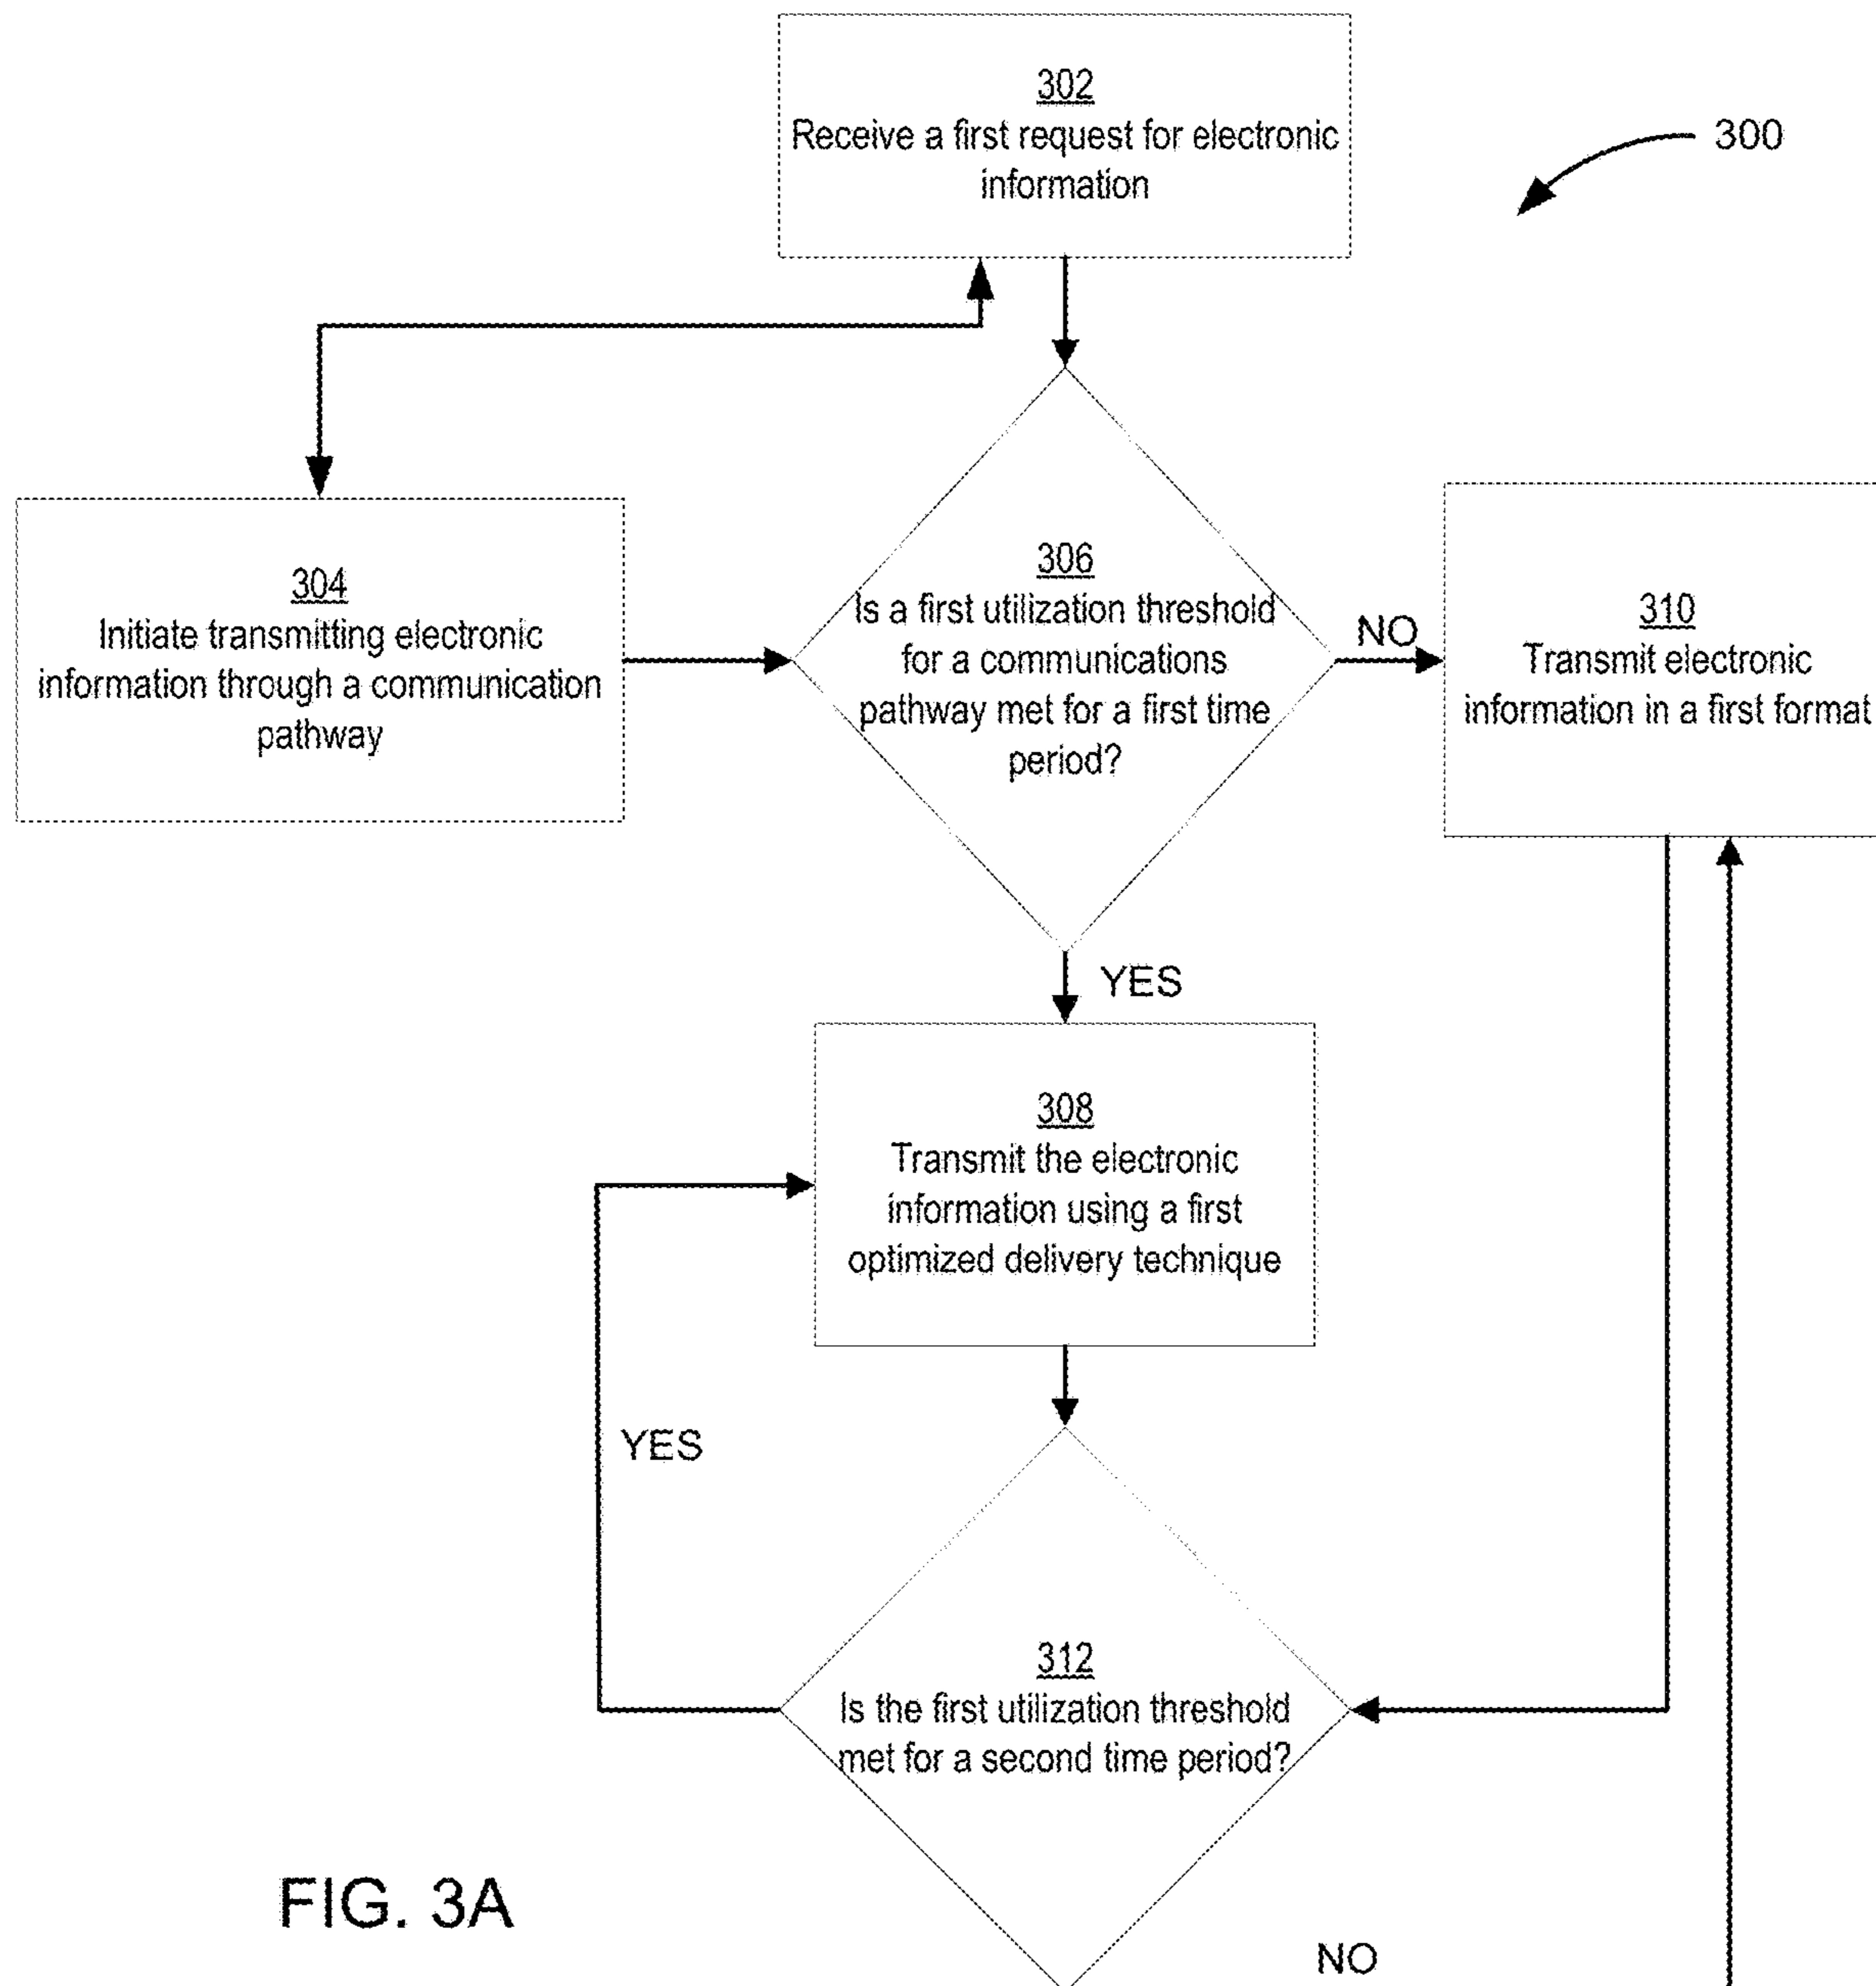 302
Receive a first request for electronic
information
300
304
Initiate transmitting electronic
information through a communication
pathway
306
Is a first utilization threshold
for a communications
pathway met for a first time
period?
NO
310
Transmit electronic
information in a first format
YES
308
Transmit the electronic
information using a first
optimized delivery technique
YES
312
Is the first utilization threshold
met for a second time period?
FIG. 3A
NO